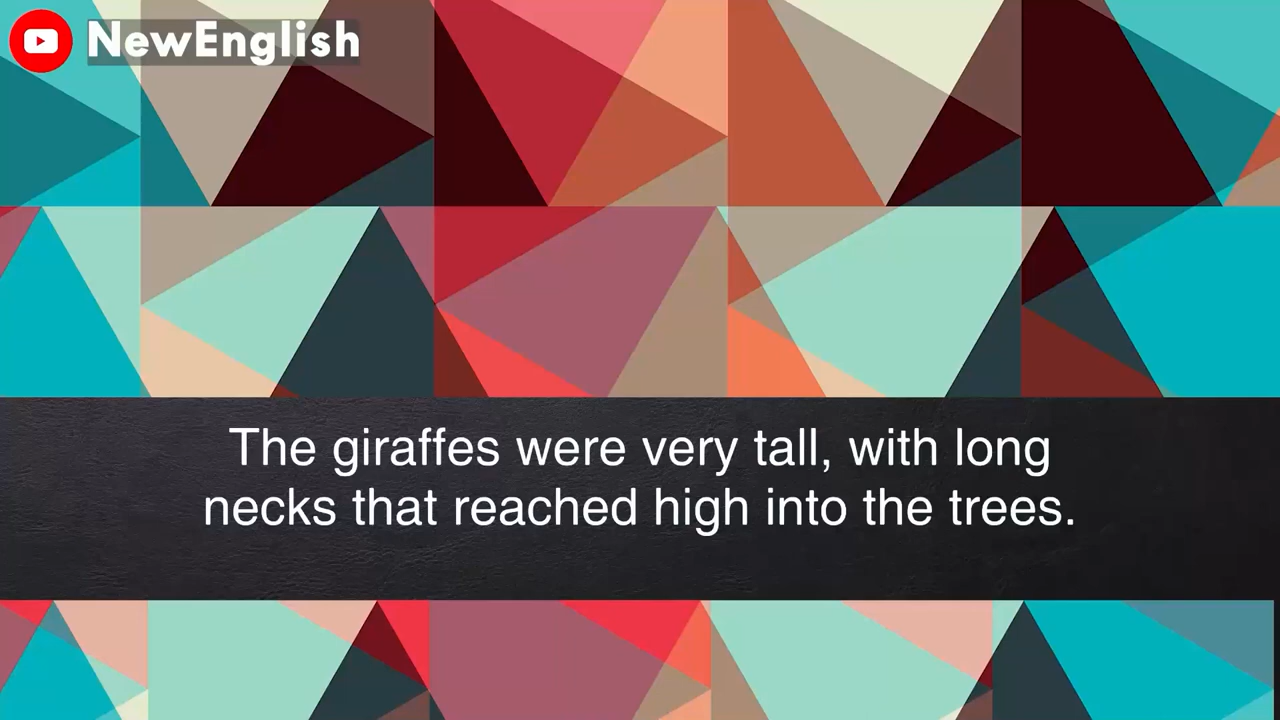 NewEnglish
The giraffes were very tall, with long
necks that reached high into the trees.